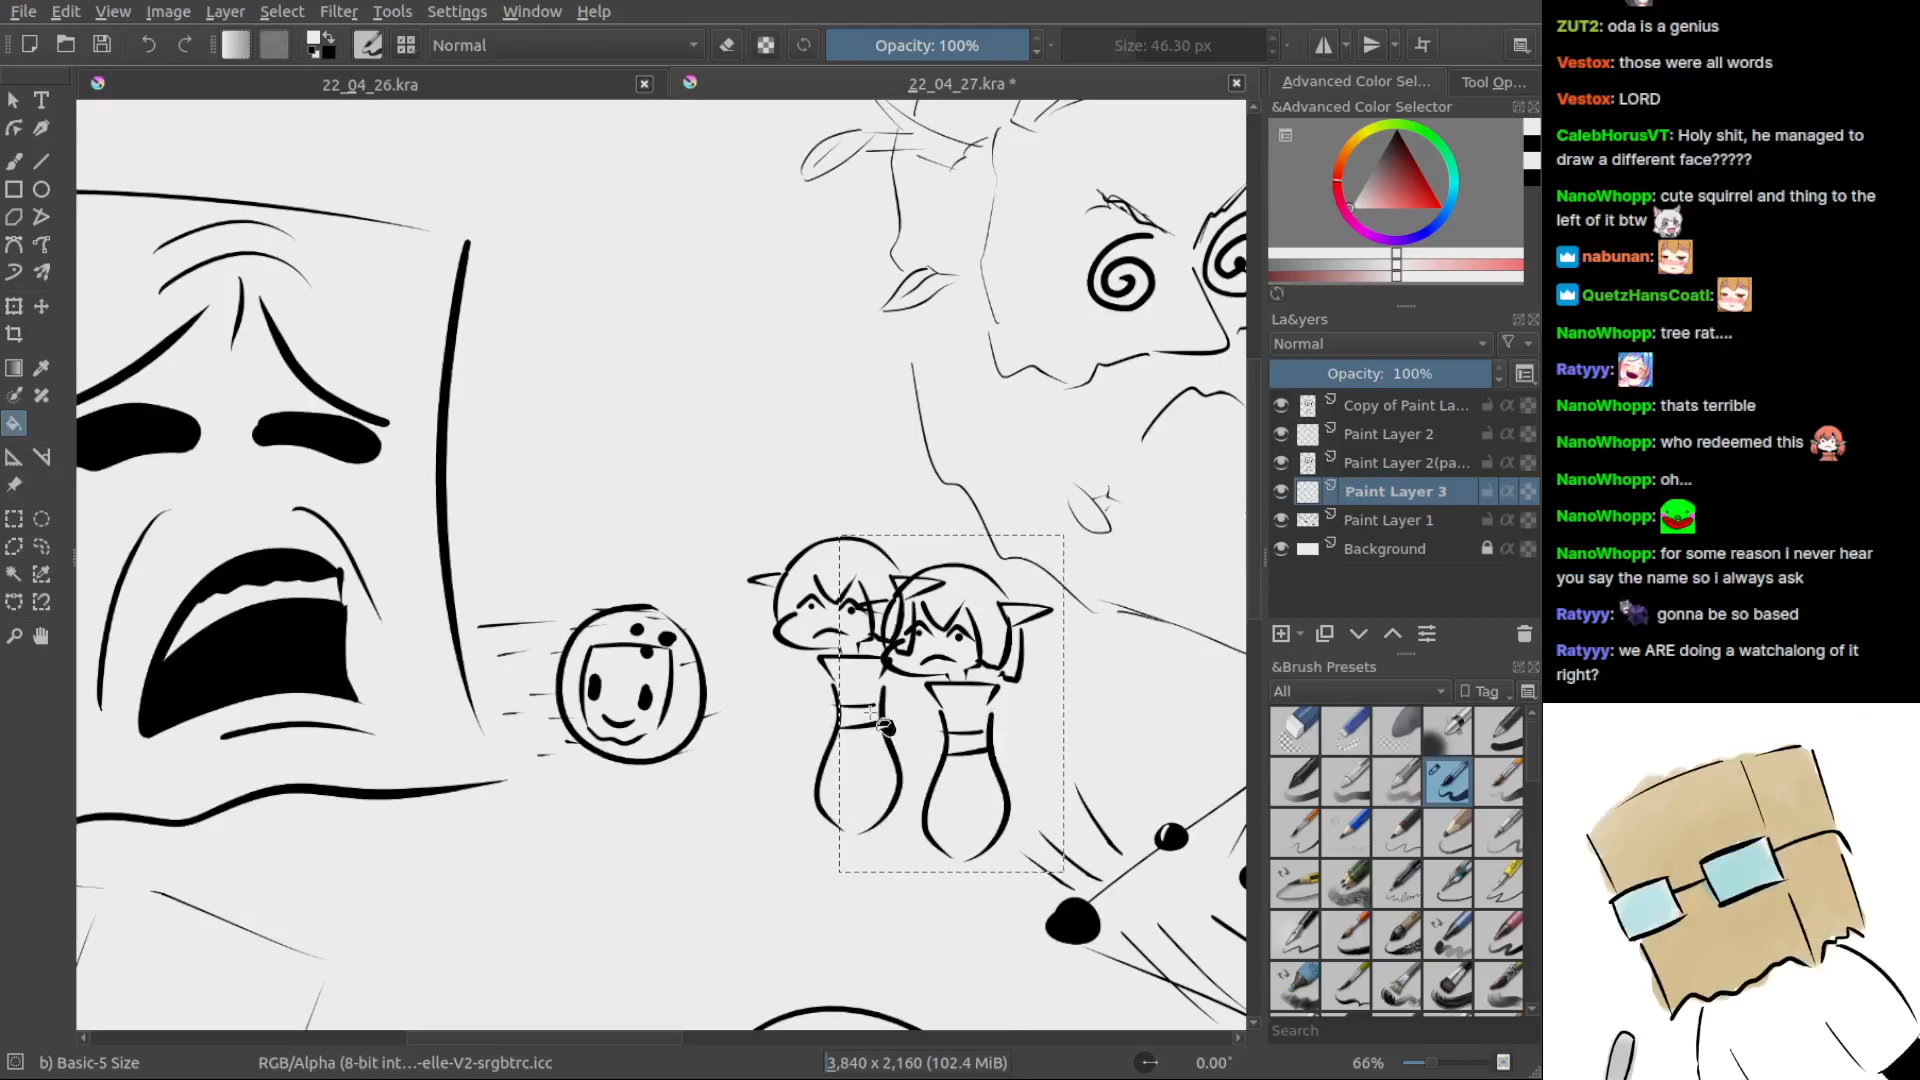 File Edit View Image Layer Select Filter Tools Settings Window Help
Normal
Opacity: 100%
Size: 46.30 px
22_04_26.kra
22_04_27.kra *
Advanced Color Sel...
Tool Op...
&Advanced Color Selector
La&yers
Normal
Opacity: 100%
Copy of Paint La...
Paint Layer 2
Paint Layer 2(pa...
Paint Layer 3
Paint Layer 1
Background
&Brush Presets
All
Tag
Search
b) Basic-5 Size
RGB/Alpha (8-bit int...-elle-V2-srgbtrc.icc
3,840 x 2,160 (102.4 MiB)
0.00°
66%
ZUT2: oda is a genius
Vestox: those were all words
Vestox: LORD
CalebHorusVT: Holy shit, he managed to
draw a different face?????
NanoWhopp: cute squirrel and thing to the
left of it btw
nabunan:
QuetzHansCoatl:
NanoWhopp: tree rat....
Ratyyy:
NanoWhopp: thats terrible
NanoWhopp: who redeemed this
NanoWhopp: oh...
NanoWhopp:
NanoWhopp: for some reason i never hear
you say the name so i always ask
Ratyyy: gonna be so based
Ratyyy: we ARE doing a watchalong of it
right?